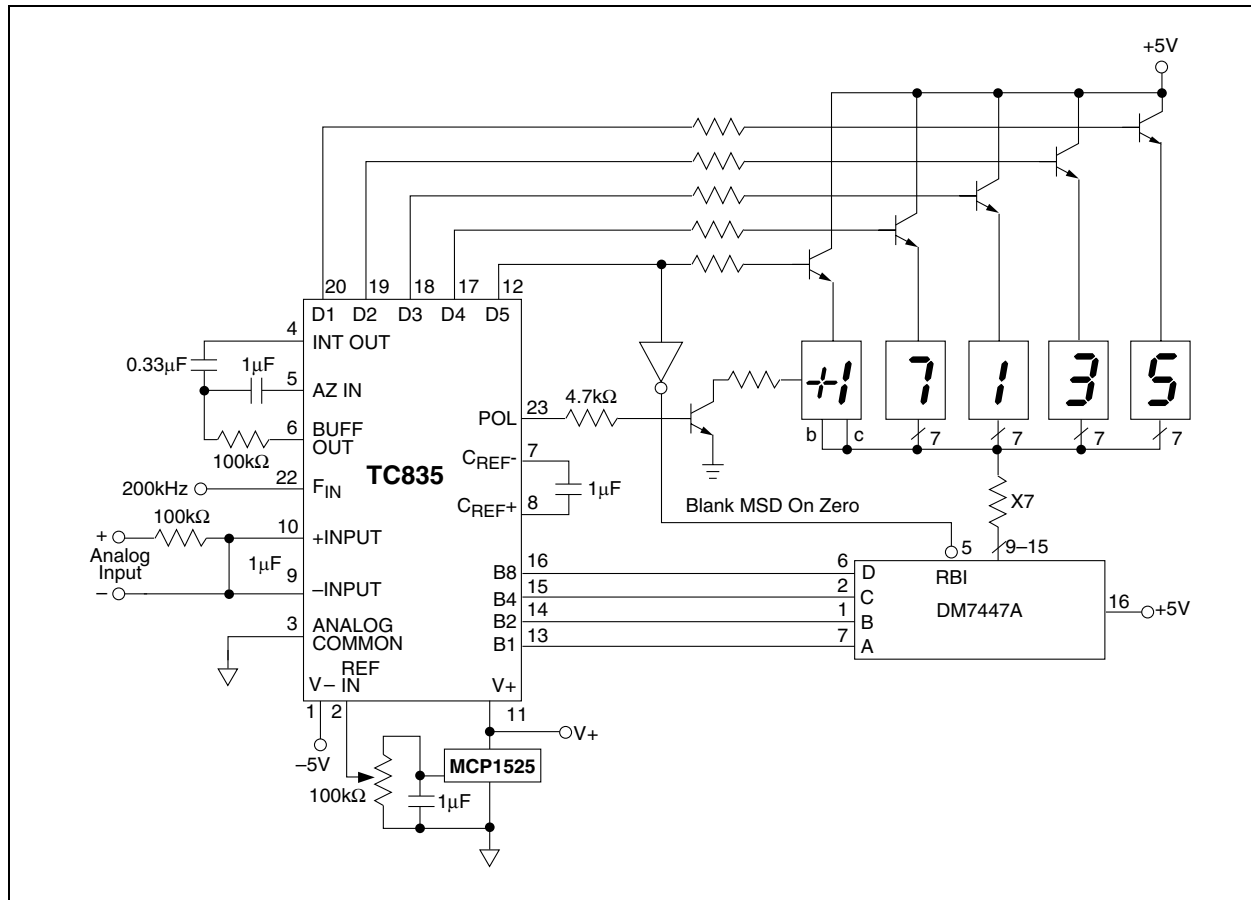 +5V
20 19 18 17 12
D1 D2 D3 D4 D5
4
INT OUT
0.33µF
1µF
5
AZ IN
6
BUFF
OUT
100kΩ
200kHz
22
FIN
100kΩ
+
Analog
Input
–
10
+INPUT
1µF
9
–INPUT
3
ANALOG
COMMON
V–
REF
IN
V+
1
2
11
–5V
TC835
POL
23
4.7kΩ
CREF-
7
CREF+
8
1µF
B8
16
B4
15
B2
14
B1
13
V+
MCP1525
100kΩ
1µF
+1 7 1 3 5
b c 7 7 7 7
X7
Blank MSD On Zero
5
9–15
6
D
2
C
1
B
7
A
RBI
DM7447A
16
+5V